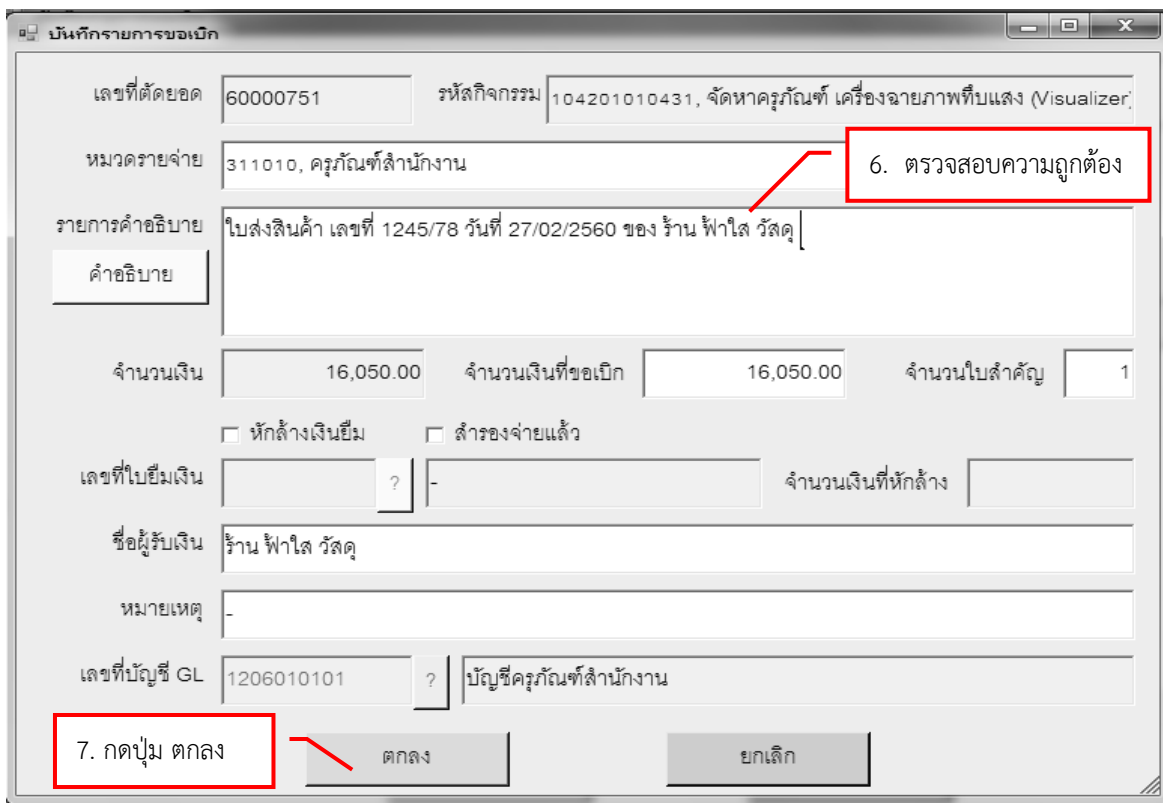 บันทึกรายการขอเบิก
เลขที่ตัดยอด 60000751 รหัสกิจกรรม 104201010431, จัดหาครุภัณฑ์ เครื่องฉายภาพทึบแสง (Visualizer)
หมวดรายจ่าย 311010, ครุภัณฑ์สำนักงาน
6. ตรวจสอบความถูกต้อง
รายการคำอธิบาย ใบส่งสินค้า เลขที่ 1245/78 วันที่ 27/02/2560 ของ ร้าน ฟ้าใส วัสดุ
คำอธิบาย
จำนวนเงิน 16,050.00 จำนวนเงินที่ขอเบิก 16,050.00 จำนวนใบสำคัญ 1
หักล้างเงินยืม สำรองจ่ายแล้ว
เลขที่ใบยืมเงิน ? - จำนวนเงินที่หักล้าง
ชื่อผู้รับเงิน ร้าน ฟ้าใส วัสดุ
หมายเหตุ -
เลขที่บัญชี GL 1206010101 ? บัญชีครุภัณฑ์สำนักงาน
7. กดปุ่ม ตกลง
ตกลง ยกเลิก